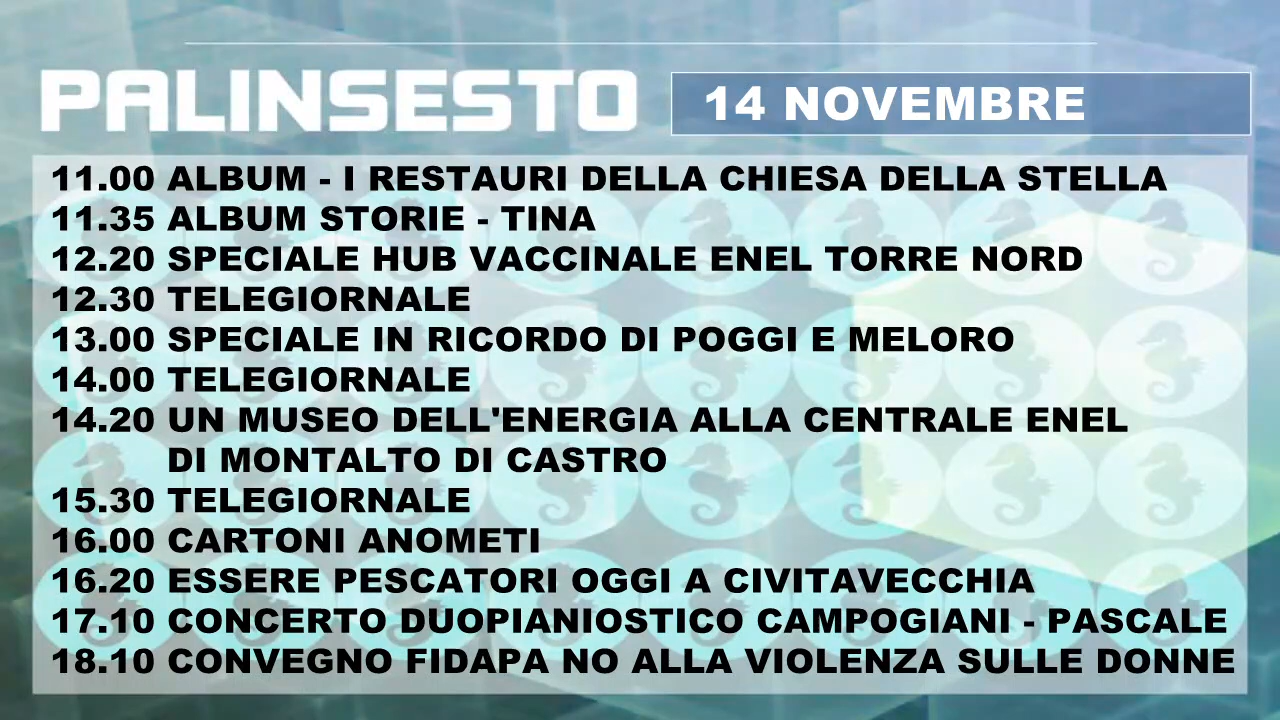 PALINSESTO
14 NOVEMBRE
11.00 ALBUM - I RESTAURI DELLA CHIESA DELLA STELLA
11.35 ALBUM STORIE - TINA
12.20 SPECIALE HUB VACCINALE ENEL TORRE NORD
12.30 TELEGIORNALE
13.00 SPECIALE IN RICORDO DI POGGI E MELORO
14.00 TELEGIORNALE
14.20 UN MUSEO DELL'ENERGIA ALLA CENTRALE ENEL
DI MONTALTO DI CASTRO
15.30 TELEGIORNALE
16.00 CARTONI ANOMETI
16.20 ESSERE PESCATORI OGGI A CIVITAVECCHIA
17.10 CONCERTO DUOPIANIOSTICO CAMPOGIANI - PASCALE
18.10 CONVEGNO FIDAPA NO ALLA VIOLENZA SULLE DONNE